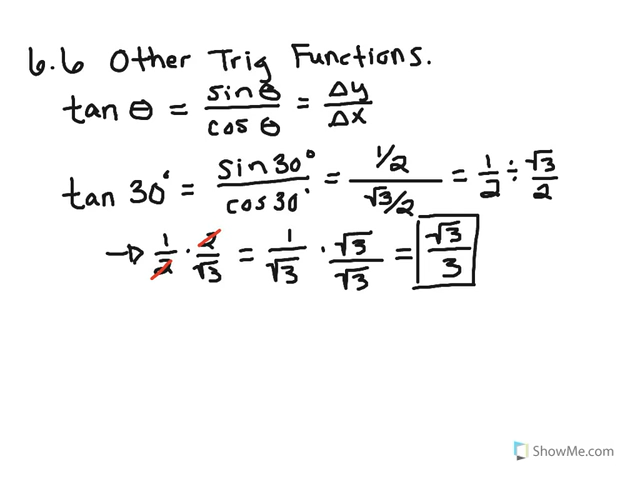 6.6 Other Trig Functions.
tan θ = sin θ / cos θ = Δy / Δx
tan 30° = sin 30° / cos 30° = 1/2 / √3/2 = 1/2 ÷ √3/2
→ 1/2 · 2/√3 = 1/√3 · √3/√3 = √3/3
ShowMe.com